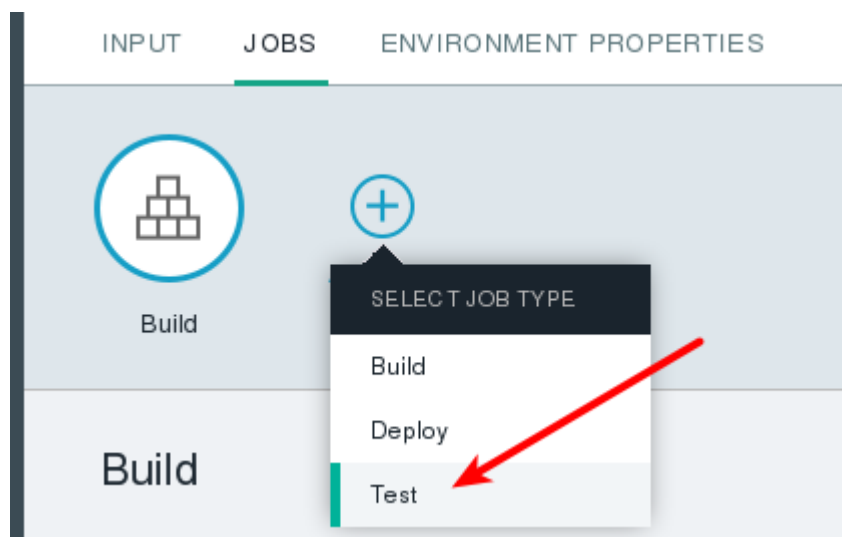 INPUT JOBS ENVIRONMENT PROPERTIES
Build
SELECT JOB TYPE
Build
Deploy
Test
Build